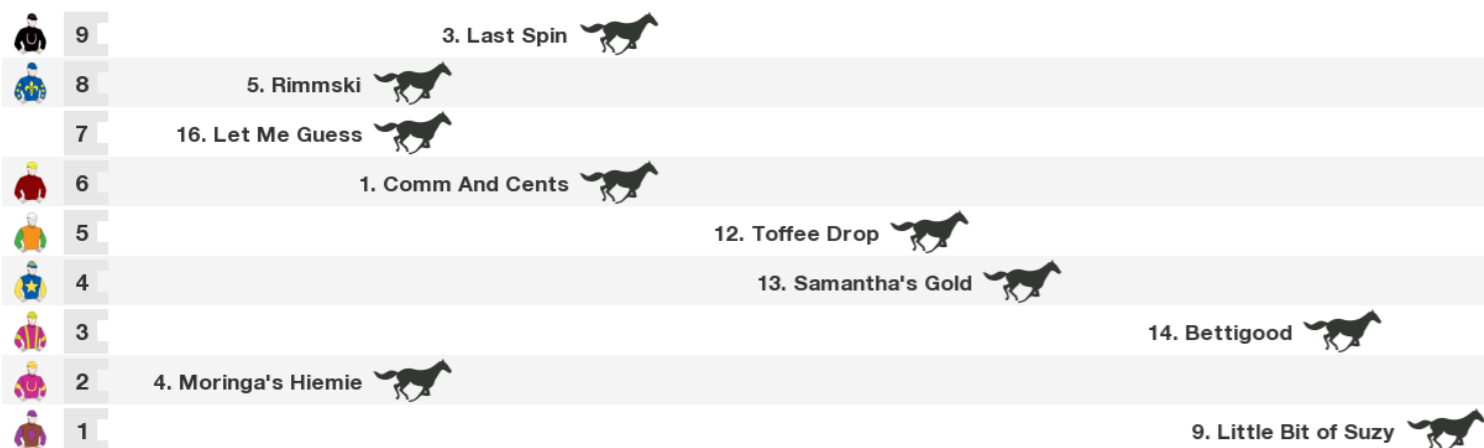 9 3. Last Spin
8 5. Rimmski
7 16. Let Me Guess
6 1. Comm And Cents
5 12. Toffee Drop
4 13. Samantha's Gold
3 14. Bettigood
2 4. Moringa's Hiemie
1 9. Little Bit of Suzy